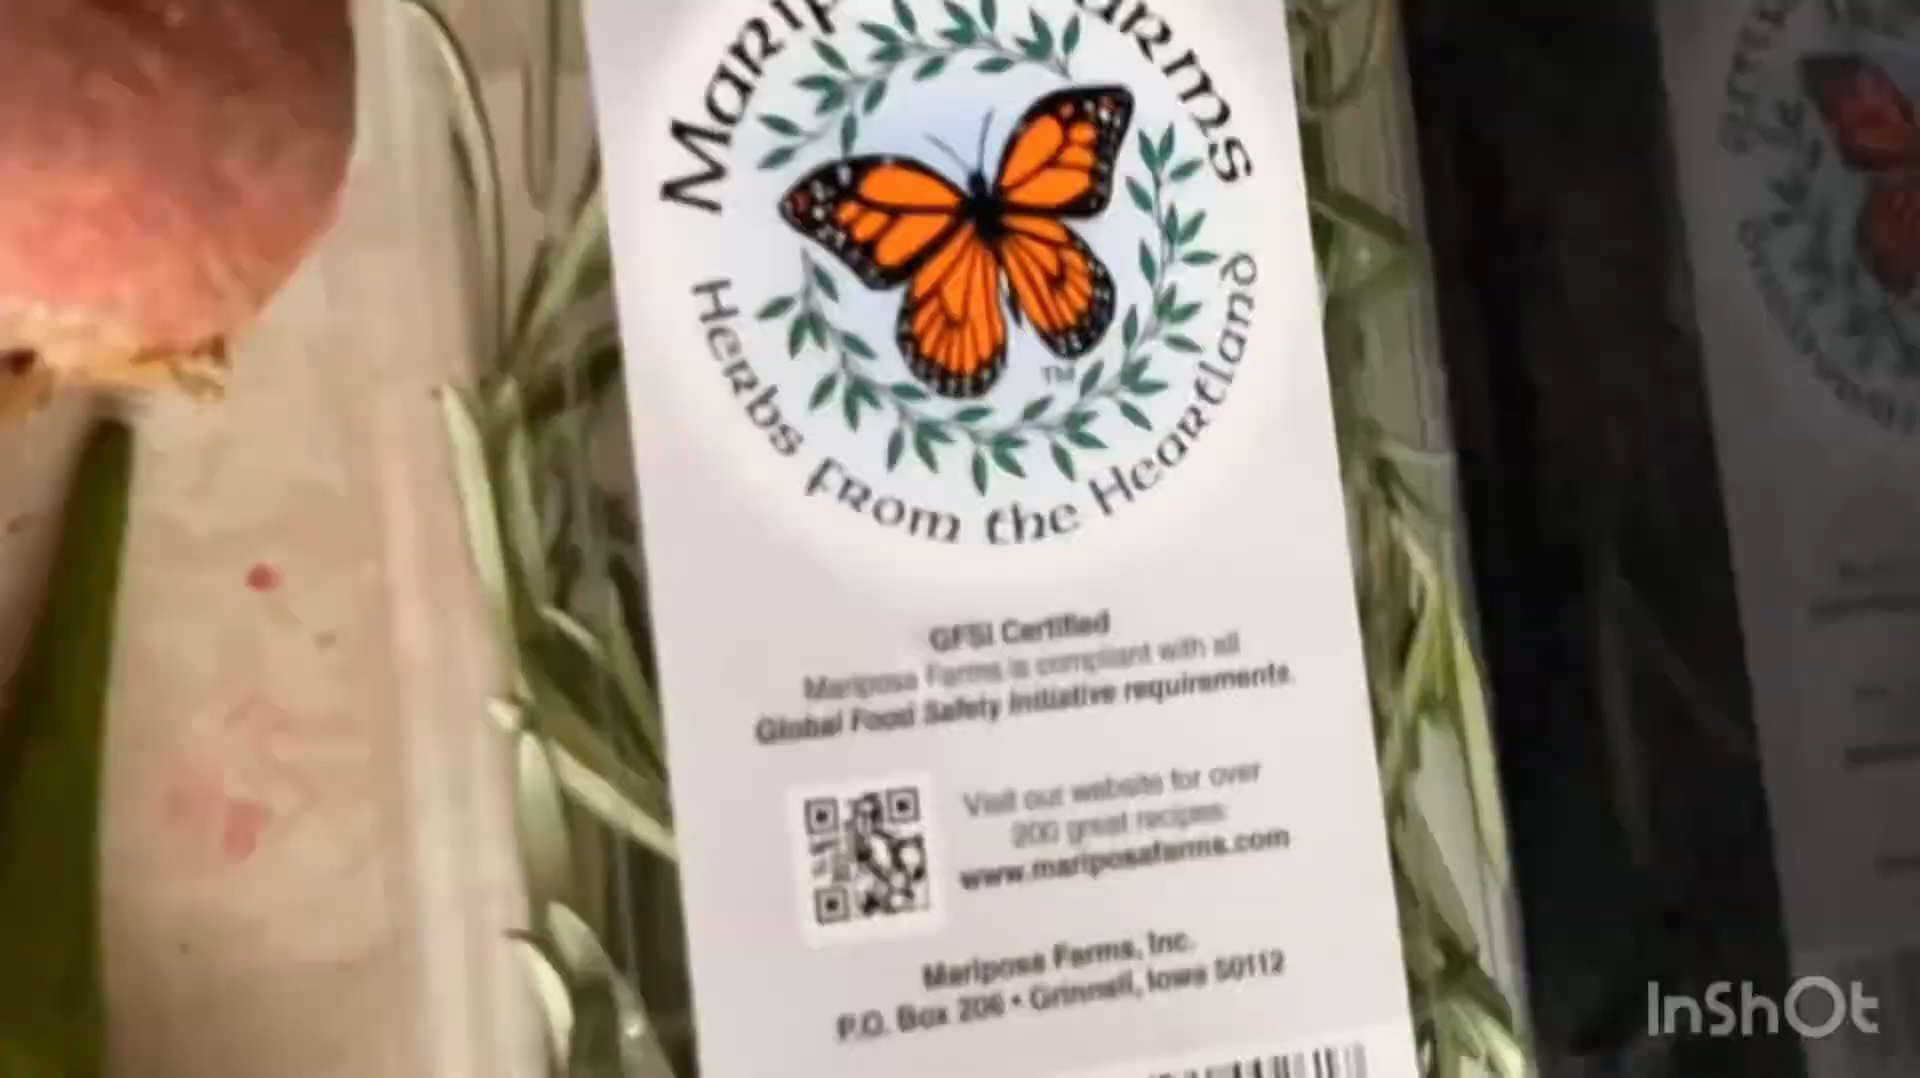 Marip arms
Herbs from the Heartland
TM
GFSI Certified
Mariposa Farms is compliant with all
Global Food Safety Initiative requirements.
Visit our website for over
200 great recipes:
www.mariposafarms.com
Mariposa Farms, Inc.
P.O. Box 206 • Grinnell, Iowa 50112
InShOt